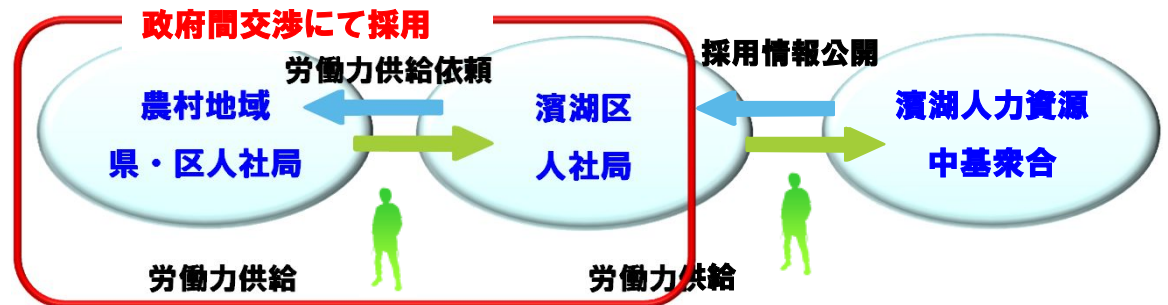 政府間交渉にて採用
労働力供給依頼
採用情報公開
農村地域
県・区人社局
濱湖区
人社局
濱湖人力資源
中基衆合
労働力供給
労働力供給